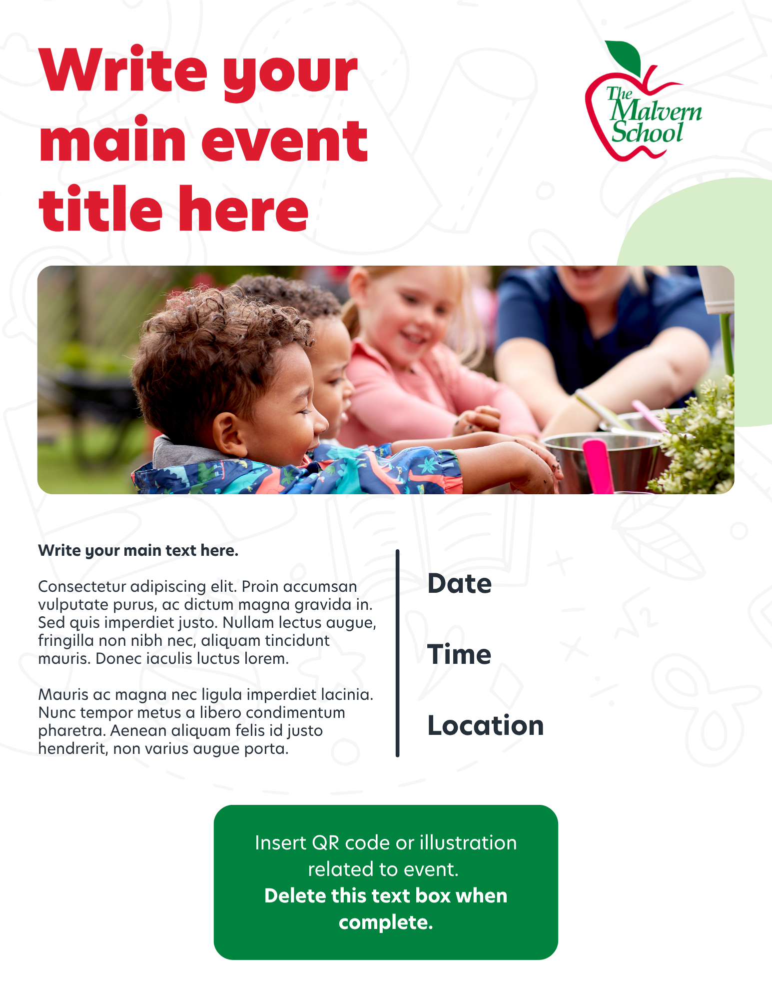 Write your
main event
title here
The
Malvern
School
Write your main text here.
Consectetur adipiscing elit. Proin accumsan
vulputate purus, ac dictum magna gravida in.
Sed quis imperdiet justo. Nullam lectus augue,
fringilla non nibh nec, aliquam tincidunt
mauris. Donec iaculis luctus lorem.
Mauris ac magna nec ligula imperdiet lacinia.
Nunc tempor metus a libero condimentum
pharetra. Aenean aliquam felis id justo
hendrerit, non varius augue porta.
Date
Time
Location
Insert QR code or illustration
related to event.
Delete this text box when
complete.